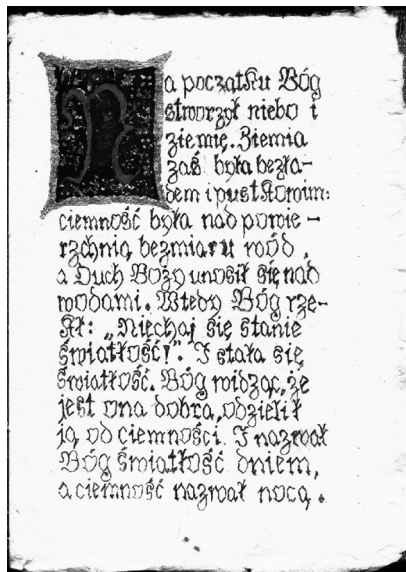 Na początku Bóg
stworzył niebo i
ziemię. Ziemia
zaś była bezła-
dem i pustkowim:
ciemność była nad powie-
rzchnią bezmiaru wód,
a Duch Boży unosił się nad
wodami. Wtedy Bóg rze-
kł: „Niechaj się stanie
światłość!". I stała się
światłość. Bóg widząc, że
jest ona dobra, oddzielił
ją od ciemności. I nazwał
Bóg światłość dniem,
a ciemność nazwał nocą.